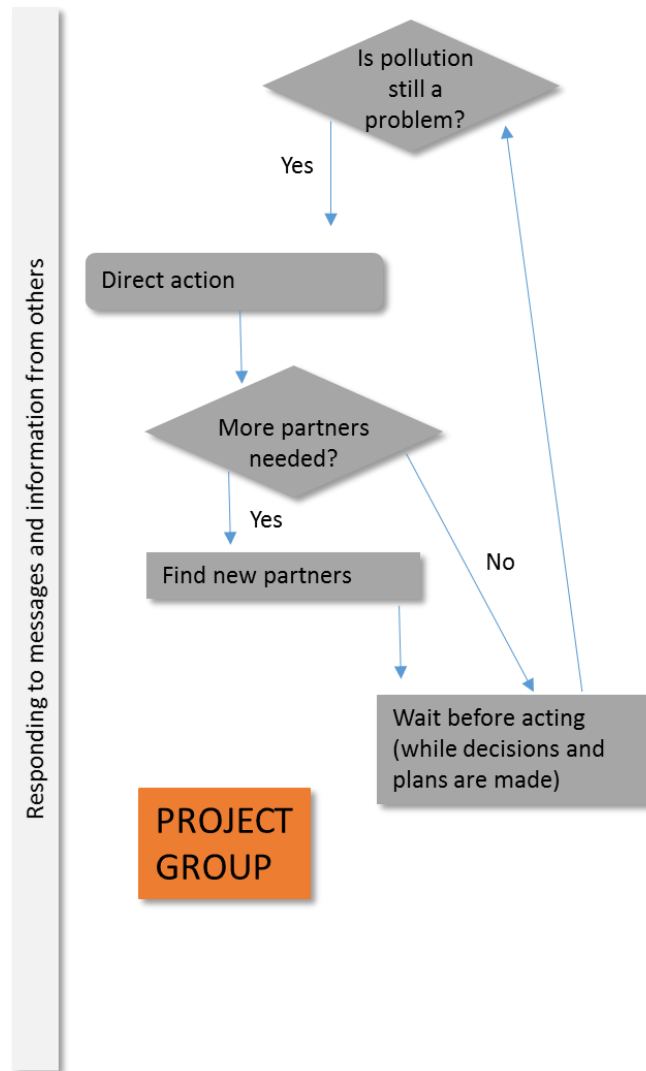 Is pollution
still a
problem?
Yes
Direct action
More partners
needed?
Yes
No
Find new partners
Wait before acting
(while decisions and
plans are made)
PROJECT
GROUP
Responding to messages and information from others